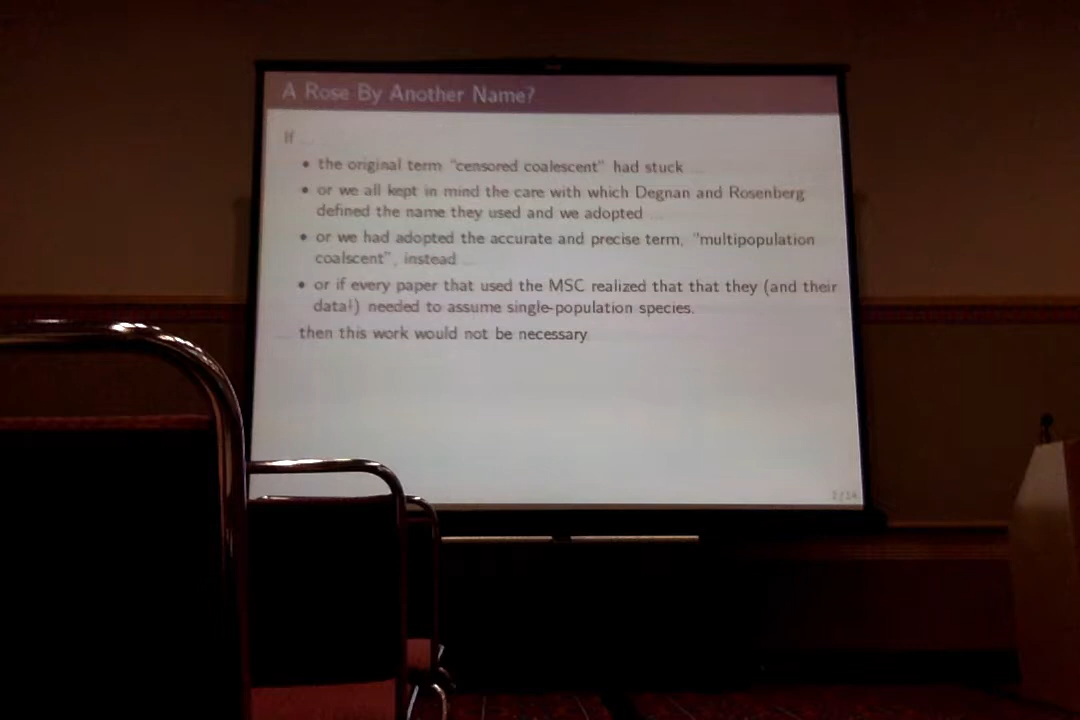 A Rose By Another Name?
If ...
• the original term "censored coalescent" had stuck ...
• or we all kept in mind the care with which Degnan and Rosenberg
defined the name they used and we adopted ...
• or we had adopted the accurate and precise term, "multipopulation
coalscent", instead ...
• or if every paper that used the MSC realized that that they (and their
data!) needed to assume single-population species.
... then this work would not be necessary.